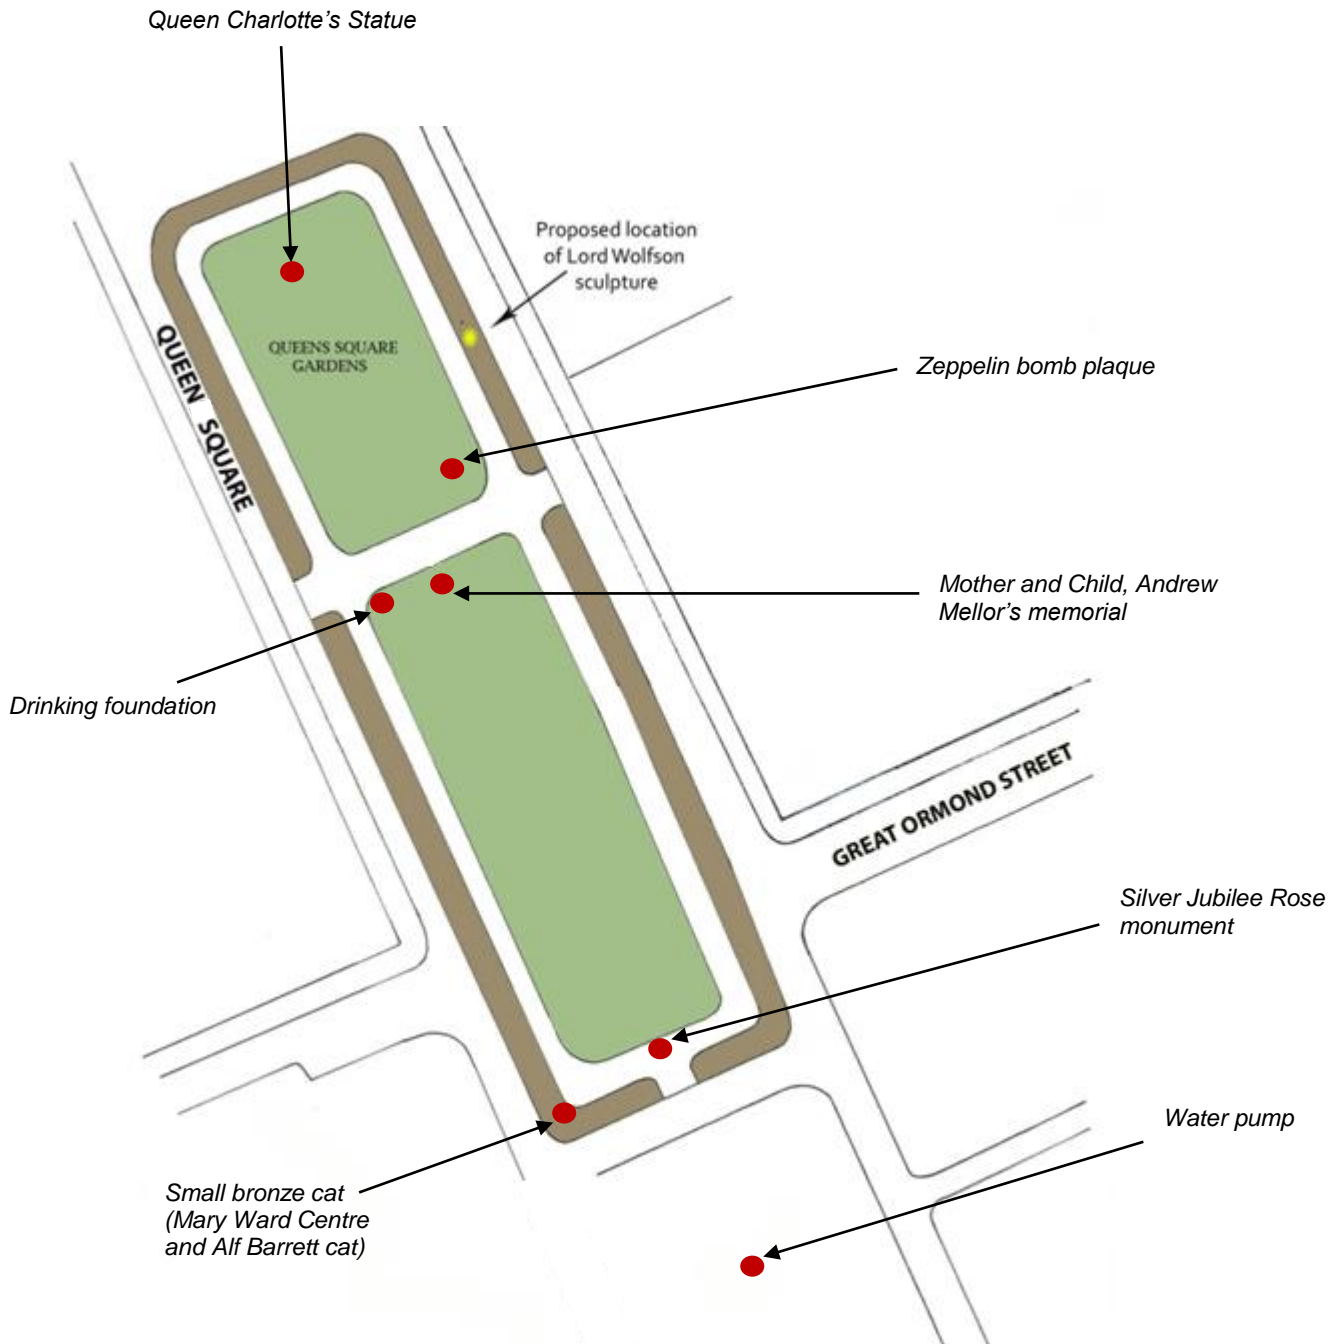 Queen Charlotte’s Statue
Proposed location
of Lord Wolfson
sculpture
QUEEN SQUARE
QUEENS SQUARE
GARDENS
Zeppelin bomb plaque
Mother and Child, Andrew
Mellor’s memorial
Drinking foundation
GREAT ORMOND STREET
Silver Jubilee Rose
monument
Water pump
Small bronze cat
(Mary Ward Centre
and Alf Barrett cat)